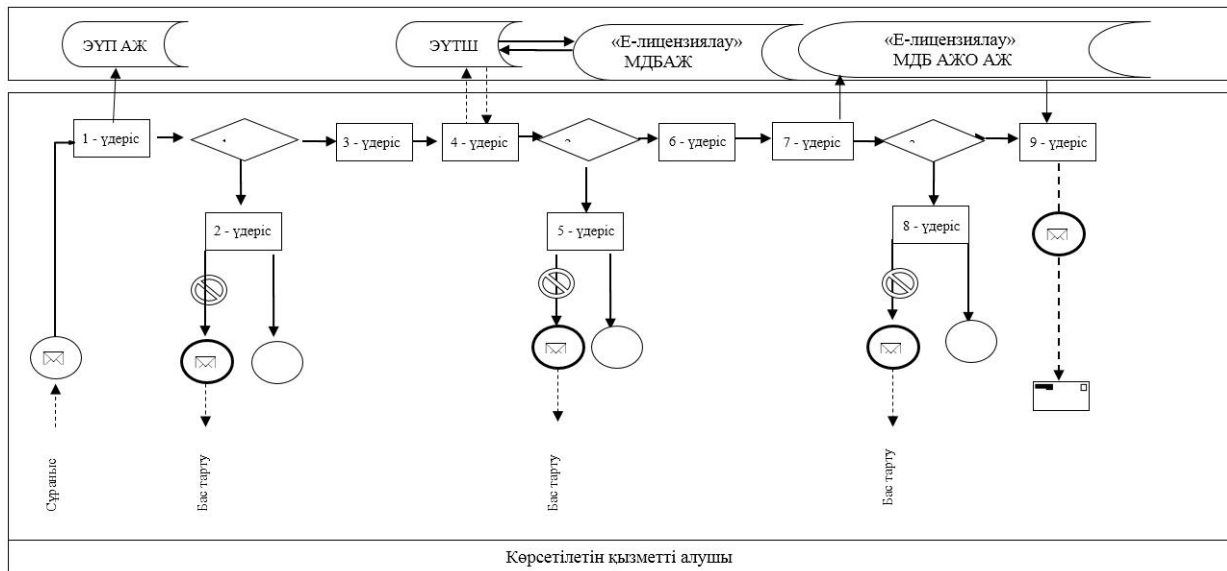 ЭҮП АЖ
ЭҮТШ
«Е-лицензиялау»
МДБАЖ
«Е-лицензиялау»
МДБ АЖО АЖ
1 - үдеріс
3 - үдеріс
4 - үдеріс
6 - үдеріс
7 - үдеріс
9 - үдеріс
2 - үдеріс
5 - үдеріс
8 - үдеріс
Сұраныс
Бас тарту
Бас тарту
Бас тарту
Көрсетілетін қызметті алушы